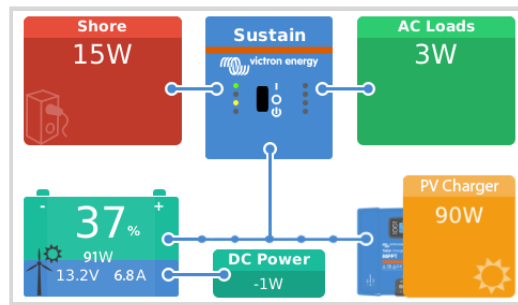 Shore
15W
Sustain
victron energy
I
AC Loads
3W
- +
37%
91W
13.2V 6.8A
DC Power
-1W
PV Charger
90W